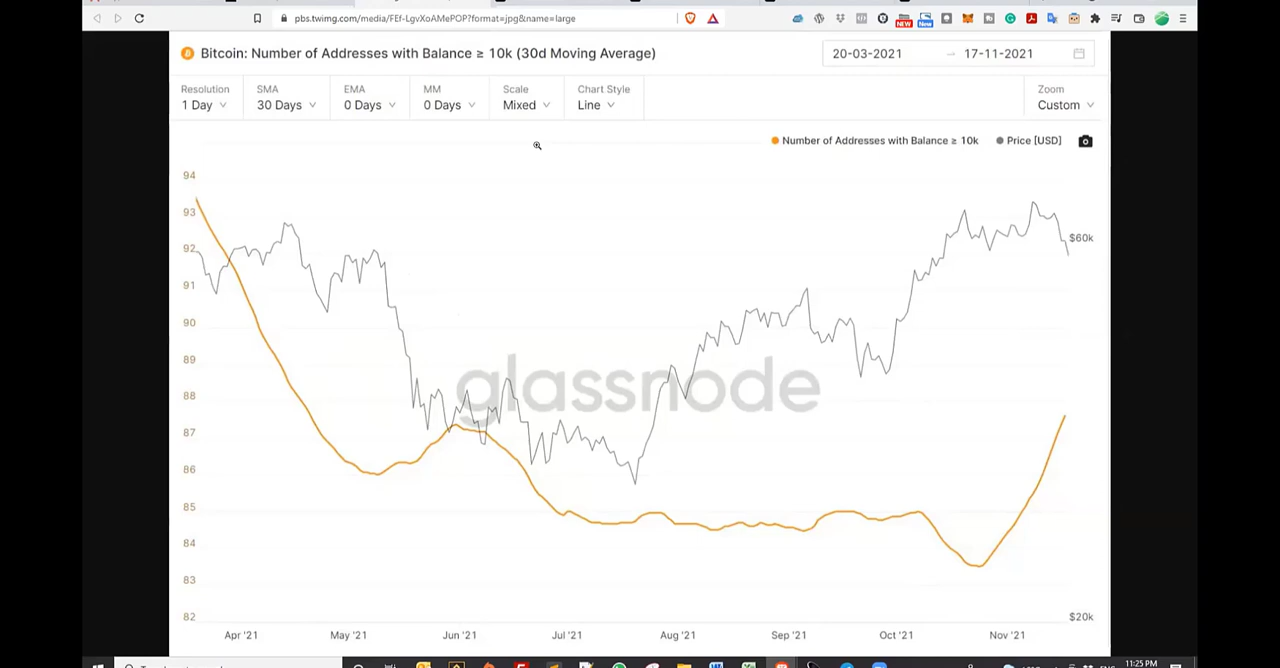 pbs.twimg.com/media/FEf-LgvXoAMePOP?format=jpg&name=large
NEW
New
Bitcoin: Number of Addresses with Balance ≥ 10k (30d Moving Average)
20-03-2021 → 17-11-2021
Resolution SMA EMA MM Scale Chart Style Zoom
1 Day 30 Days 0 Days 0 Days Mixed Line Custom
Number of Addresses with Balance ≥ 10k Price [USD]
94
93
92
$60k
91
90
89
88
glassnode
87
86
85
84
83
82
$20k
Apr '21 May '21 Jun '21 Jul '21 Aug '21 Sep '21 Oct '21 Nov '21
11:25 PM